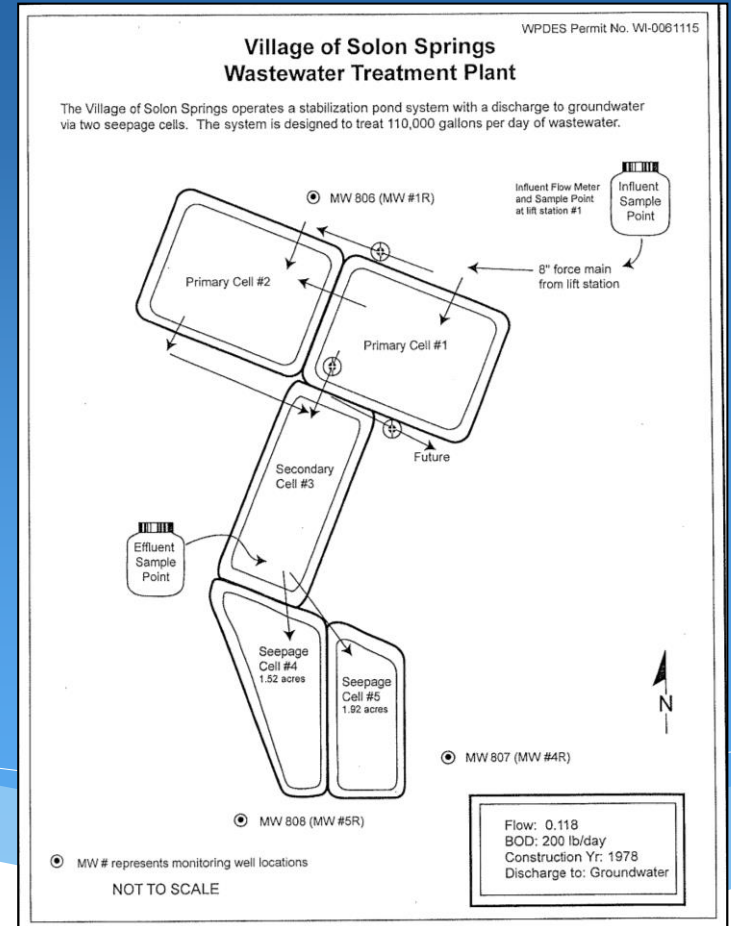 WPDES Permit No. WI-0061115
Village of Solon Springs
Wastewater Treatment Plant
The Village of Solon Springs operates a stabilization pond system with a discharge to groundwater
via two seepage cells. The system is designed to treat 110,000 gallons per day of wastewater.
MW 806 (MW #1R)
Influent Flow Meter
and Sample Point
at lift station #1
Influent
Sample
Point
8" force main
from lift station
Primary Cell #2
Primary Cell #1
Future
Secondary
Cell #3
Effluent
Sample
Point
Seepage
Cell #4
1.52 acres
Seepage
Cell #5
1.92 acres
N
MW 807 (MW #4R)
MW 808 (MW #5R)
Flow: 0.118
BOD: 200 lb/day
Construction Yr: 1978
Discharge to: Groundwater
MW # represents monitoring well locations
NOT TO SCALE